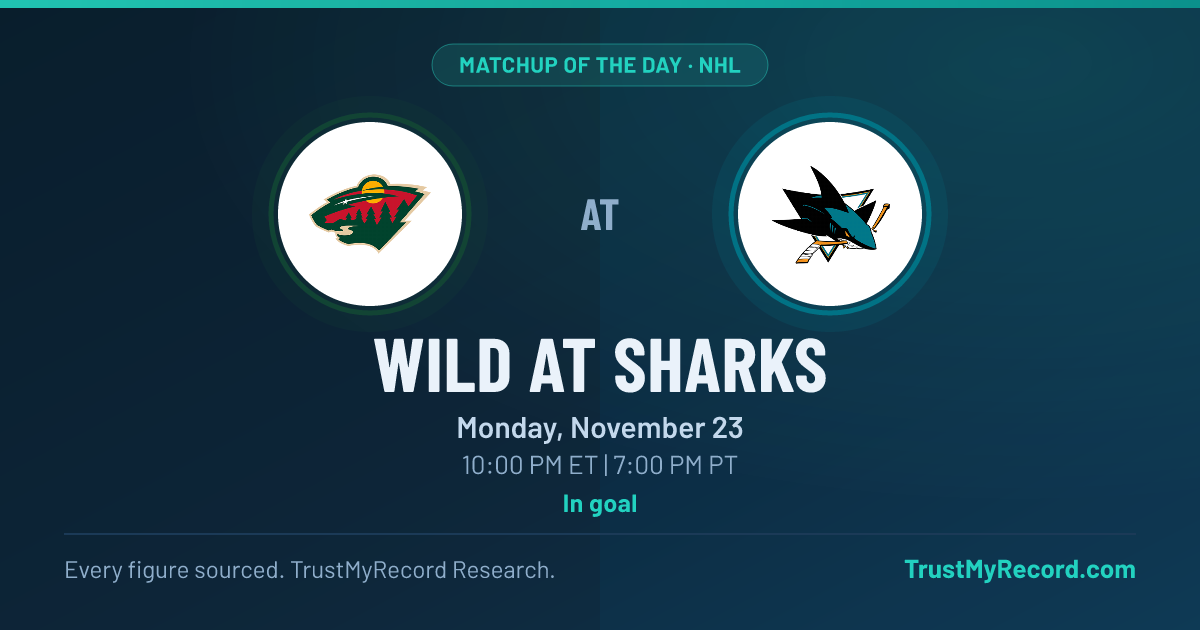 MATCHUP OF THE DAY · NHL
AT
WILD AT SHARKS
Monday, November 23
10:00 PM ET | 7:00 PM PT
In goal
Every figure sourced. TrustMyRecord Research.
TrustMyRecord.com